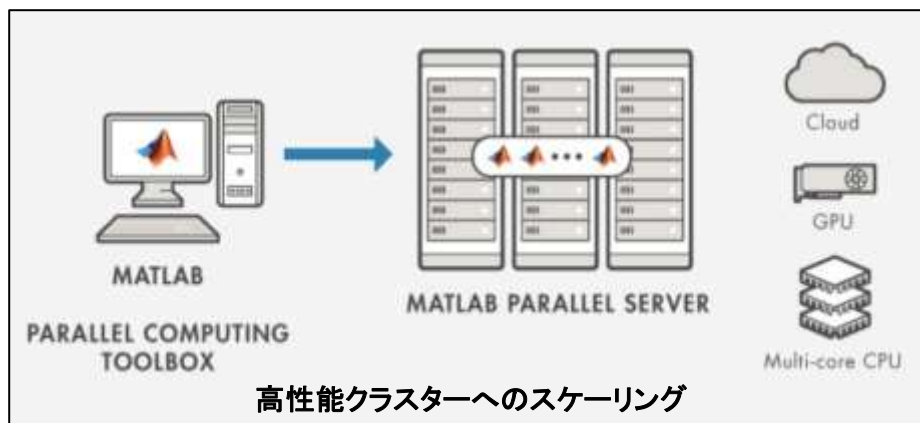 MATLAB
PARALLEL COMPUTING
TOOLBOX
MATLAB PARALLEL SERVER
Cloud
GPU
Multi-core CPU
高性能クラスターへのスケーリング